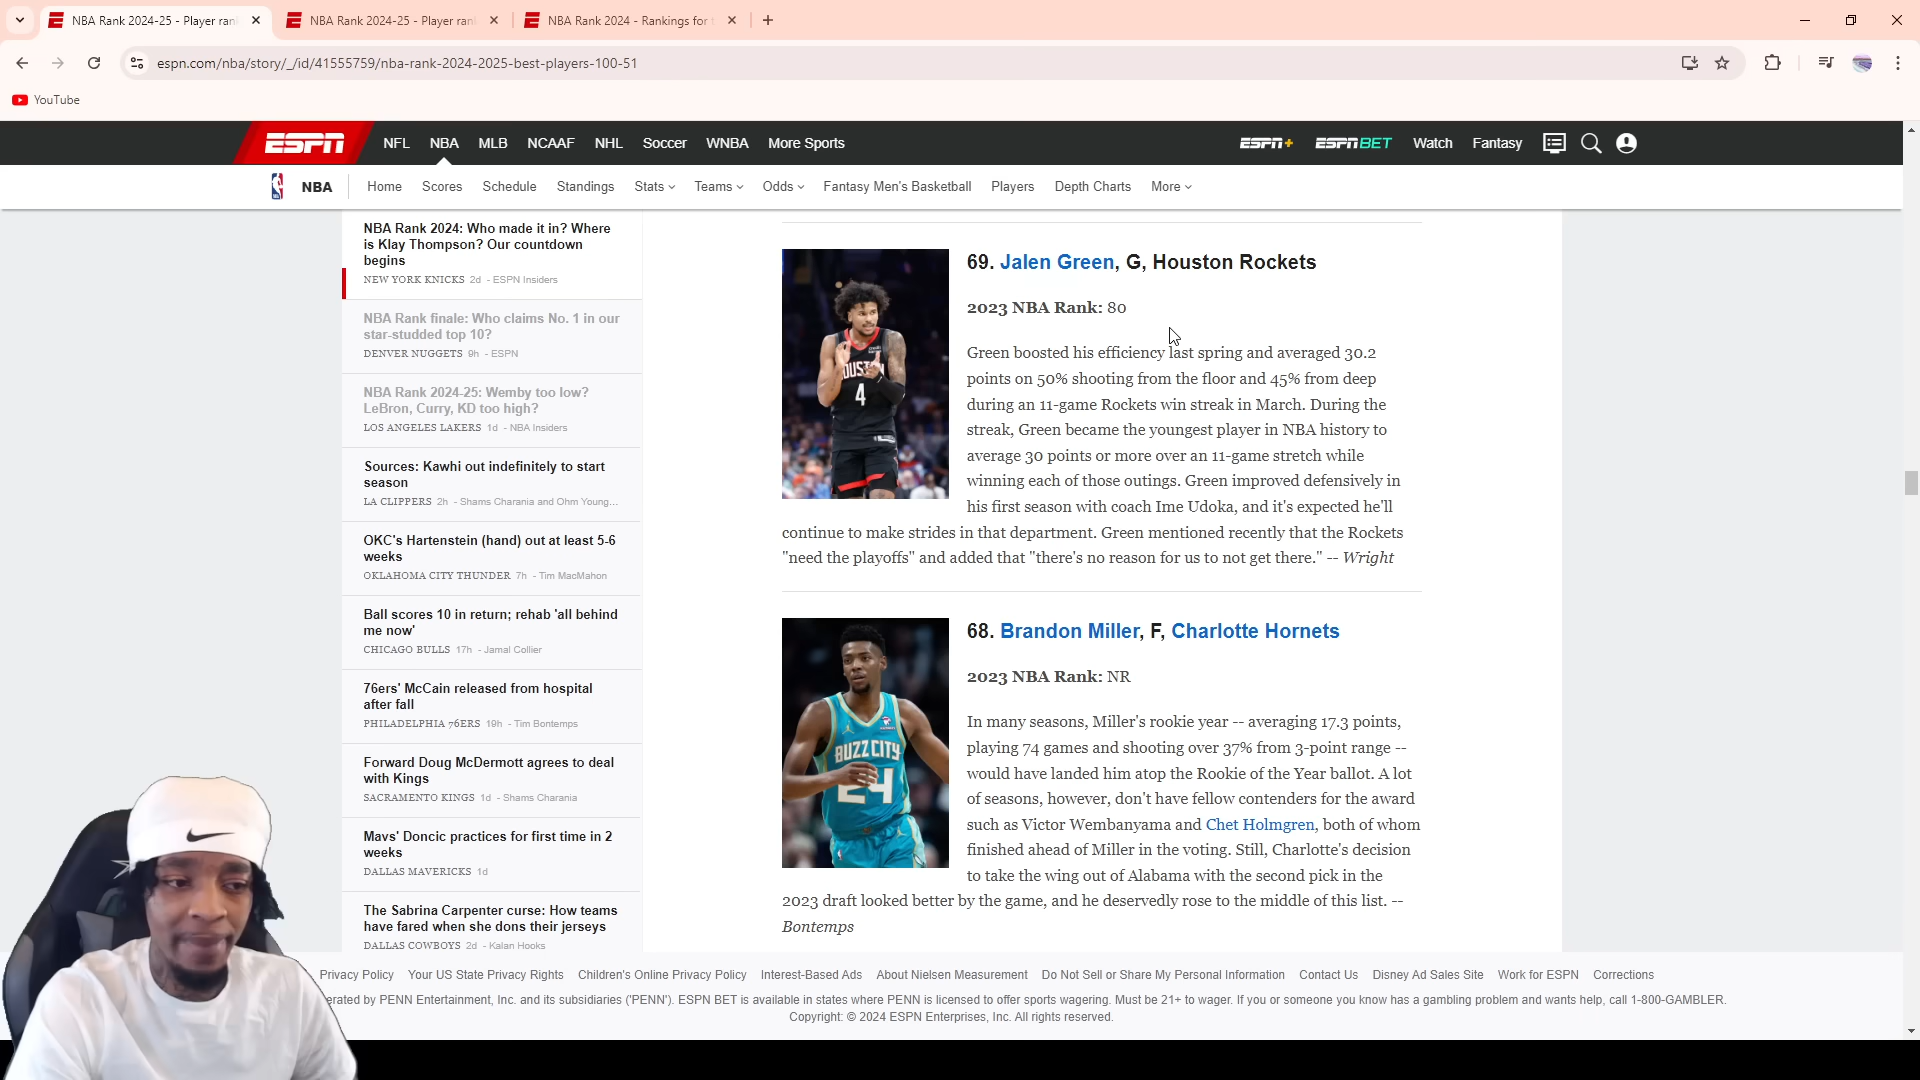 NBA Rank 2024-25 - Player ran
NBA Rank 2024-25 - Player ran
NBA Rank 2024 - Rankings for t
espn.com/nba/story/_/id/41555759/nba-rank-2024-2025-best-players-100-51
YouTube
ESPN NFL NBA MLB NCAAF NHL Soccer WNBA More Sports ESPN+ ESPN BET Watch Fantasy
NBA Home Scores Schedule Standings Stats Teams Odds Fantasy Men's Basketball Players Depth Charts More
NBA Rank 2024: Who made it in? Where
is Klay Thompson? Our countdown
begins
NEW YORK KNICKS 2d - ESPN Insiders
NBA Rank finale: Who claims No. 1 in our
star-studded top 10?
DENVER NUGGETS 9h - ESPN
NBA Rank 2024-25: Wemby too low?
LeBron, Curry, KD too high?
LOS ANGELES LAKERS 1d - NBA Insiders
Sources: Kawhi out indefinitely to start
season
LA CLIPPERS 2h - Shams Charania and Ohm Young...
OKC's Hartenstein (hand) out at least 5-6
weeks
OKLAHOMA CITY THUNDER 7h - Tim MacMahon
Ball scores 10 in return; rehab 'all behind
me now'
CHICAGO BULLS 17h - Jamal Collier
76ers' McCain released from hospital
after fall
PHILADELPHIA 76ERS 19h - Tim Bontemps
Forward Doug McDermott agrees to deal
with Kings
SACRAMENTO KINGS 1d - Shams Charania
Mavs' Doncic practices for first time in 2
weeks
DALLAS MAVERICKS 1d
The Sabrina Carpenter curse: How teams
have fared when she dons their jerseys
DALLAS COWBOYS 2d - Kalan Hooks
HOUSTON
4
69. Jalen Green, G, Houston Rockets
2023 NBA Rank: 80
Green boosted his efficiency last spring and averaged 30.2
points on 50% shooting from the floor and 45% from deep
during an 11-game Rockets win streak in March. During the
streak, Green became the youngest player in NBA history to
average 30 points or more over an 11-game stretch while
winning each of those outings. Green improved defensively in
his first season with coach Ime Udoka, and it's expected he'll
continue to make strides in that department. Green mentioned recently that the Rockets
"need the playoffs" and added that "there's no reason for us to not get there." -- Wright
BUZZ CITY
24
68. Brandon Miller, F, Charlotte Hornets
2023 NBA Rank: NR
In many seasons, Miller's rookie year -- averaging 17.3 points,
playing 74 games and shooting over 37% from 3-point range --
would have landed him atop the Rookie of the Year ballot. A lot
of seasons, however, don't have fellow contenders for the award
such as Victor Wembanyama and Chet Holmgren, both of whom
finished ahead of Miller in the voting. Still, Charlotte's decision
to take the wing out of Alabama with the second pick in the
2023 draft looked better by the game, and he deservedly rose to the middle of this list. --
Bontemps
Privacy Policy Your US State Privacy Rights Children's Online Privacy Policy Interest-Based Ads About Nielsen Measurement Do Not Sell or Share My Personal Information Contact Us Disney Ad Sales Site Work for ESPN Corrections
erated by PENN Entertainment, Inc. and its subsidiaries ('PENN'). ESPN BET is available in states where PENN is licensed to offer sports wagering. Must be 21+ to wager. If you or someone you know has a gambling problem and wants help, call 1-800-GAMBLER.
Copyright: © 2024 ESPN Enterprises, Inc. All rights reserved.